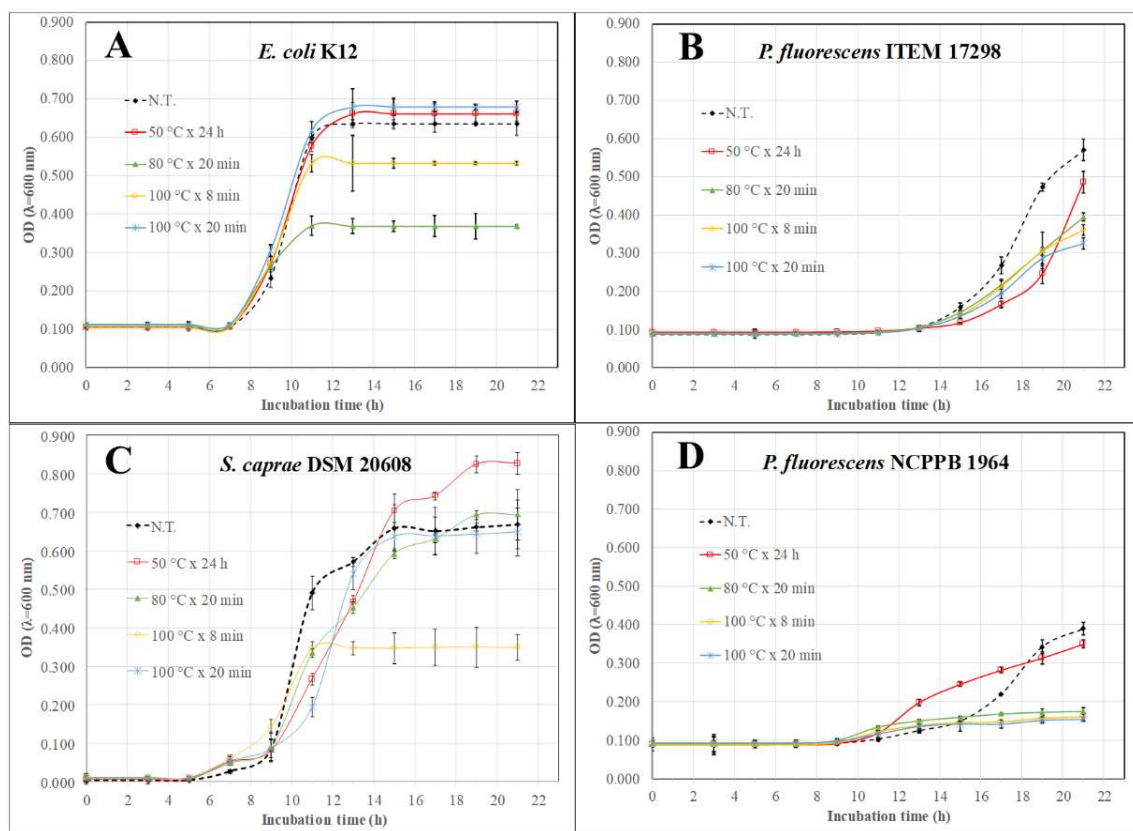 A
E. coli K12
0.900
0.800
0.700
0.600
0.500
0.400
0.300
0.200
0.100
0.000
OD (λ=600 nm)
N.T.
50 °C x 24 h
80 °C x 20 min
100 °C x 8 min
100 °C x 20 min
0 2 4 6 8 10 12 14 16 18 20 22
Incubation time (h)
B
P. fluorescens ITEM 17298
0.900
0.800
0.700
0.600
0.500
0.400
0.300
0.200
0.100
0.000
OD (λ=600 nm)
N.T.
50 °C x 24 h
80 °C x 20 min
100 °C x 8 min
100 °C x 20 min
0 2 4 6 8 10 12 14 16 18 20 22
Incubation time (h)
C
S. caprae DSM 20608
0.900
0.800
0.700
0.600
0.500
0.400
0.300
0.200
0.100
0.000
OD (λ=600 nm)
N.T.
50 °C x 24 h
80 °C x 20 min
100 °C x 8 min
100 °C x 20 min
0 2 4 6 8 10 12 14 16 18 20 22
Incubation time (h)
D
P. fluorescens NCPPB 1964
0.900
0.800
0.700
0.600
0.500
0.400
0.300
0.200
0.100
0.000
OD (λ=600 nm)
N.T.
50 °C x 24 h
80 °C x 20 min
100 °C x 8 min
100 °C x 20 min
0 2 4 6 8 10 12 14 16 18 20 22
Incubation time (h)